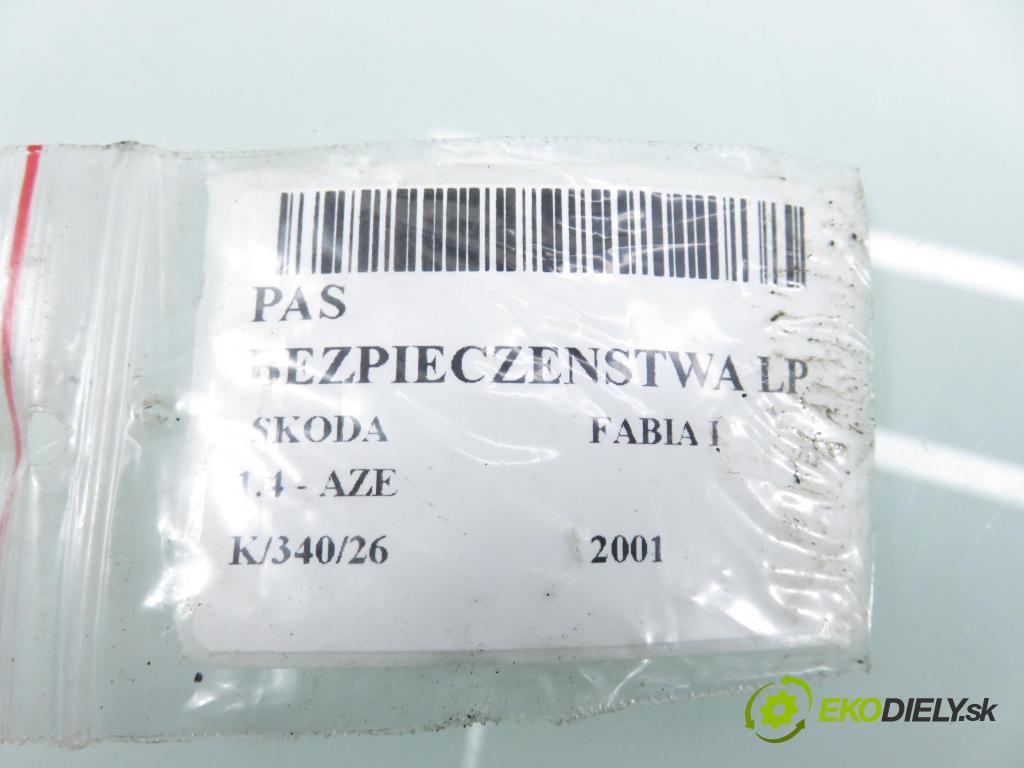 PAS
BEZPIECZENSTWA LP
SKODA FABIA I
1.4 - AZE
K/340/26 2001
EKODIELY.sk